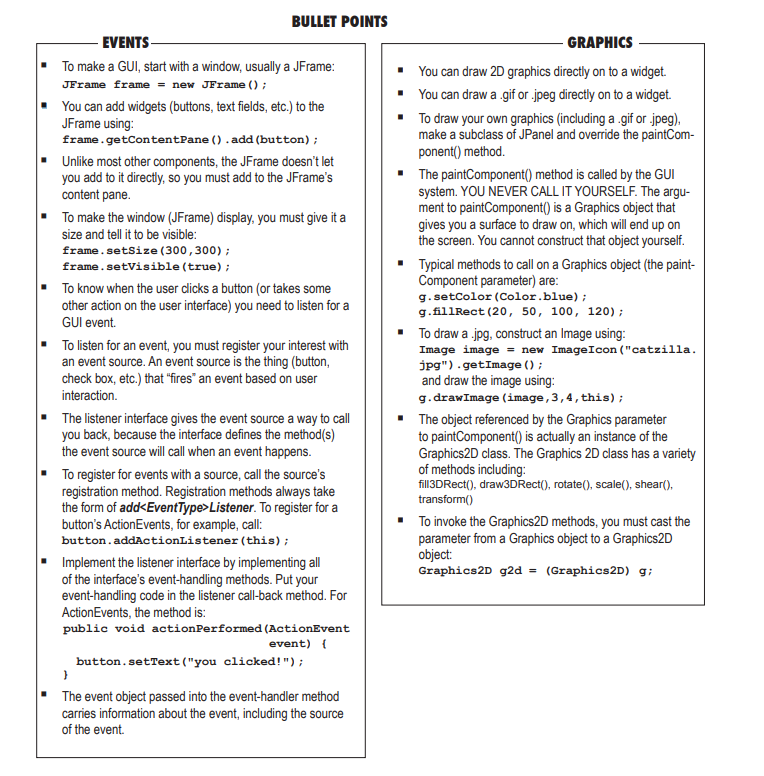 BULLET POINTS
EVENTS
▪ To make a GUI, start with a window, usually a JFrame:
JFrame frame = new JFrame();
▪ You can add widgets (buttons, text fields, etc.) to the
JFrame using:
frame.getContentPane().add(button);
▪ Unlike most other components, the JFrame doesn't let
you add to it directly, so you must add to the JFrame's
content pane.
▪ To make the window (JFrame) display, you must give it a
size and tell it to be visible:
frame.setSize(300,300);
frame.setVisible(true);
▪ To know when the user clicks a button (or takes some
other action on the user interface) you need to listen for a
GUI event.
▪ To listen for an event, you must register your interest with
an event source. An event source is the thing (button,
check box, etc.) that "fires" an event based on user
interaction.
▪ The listener interface gives the event source a way to call
you back, because the interface defines the method(s)
the event source will call when an event happens.
▪ To register for events with a source, call the source's
registration method. Registration methods always take
the form of add<EventType>Listener. To register for a
button's ActionEvents, for example, call:
button.addActionListener(this);
▪ Implement the listener interface by implementing all
of the interface's event-handling methods. Put your
event-handling code in the listener call-back method. For
ActionEvents, the method is:
public void actionPerformed(ActionEvent
event) {
button.setText("you clicked!");
}
▪ The event object passed into the event-handler method
carries information about the event, including the source
of the event.
GRAPHICS
▪ You can draw 2D graphics directly on to a widget.
▪ You can draw a .gif or .jpeg directly on to a widget.
▪ To draw your own graphics (including a .gif or .jpeg),
make a subclass of JPanel and override the paintCom-
ponent() method.
▪ The paintComponent() method is called by the GUI
system. YOU NEVER CALL IT YOURSELF. The argu-
ment to paintComponent() is a Graphics object that
gives you a surface to draw on, which will end up on
the screen. You cannot construct that object yourself.
▪ Typical methods to call on a Graphics object (the paint-
Component parameter) are:
g.setColor(Color.blue);
g.fillRect(20, 50, 100, 120);
▪ To draw a .jpg, construct an Image using:
Image image = new ImageIcon("catzilla.
jpg").getImage();
and draw the image using:
g.drawImage(image,3,4,this);
▪ The object referenced by the Graphics parameter
to paintComponent() is actually an instance of the
Graphics2D class. The Graphics 2D class has a variety
of methods including:
fill3DRect(), draw3DRect(), rotate(), scale(), shear(),
transform()
▪ To invoke the Graphics2D methods, you must cast the
parameter from a Graphics object to a Graphics2D
object:
Graphics2D g2d = (Graphics2D) g;